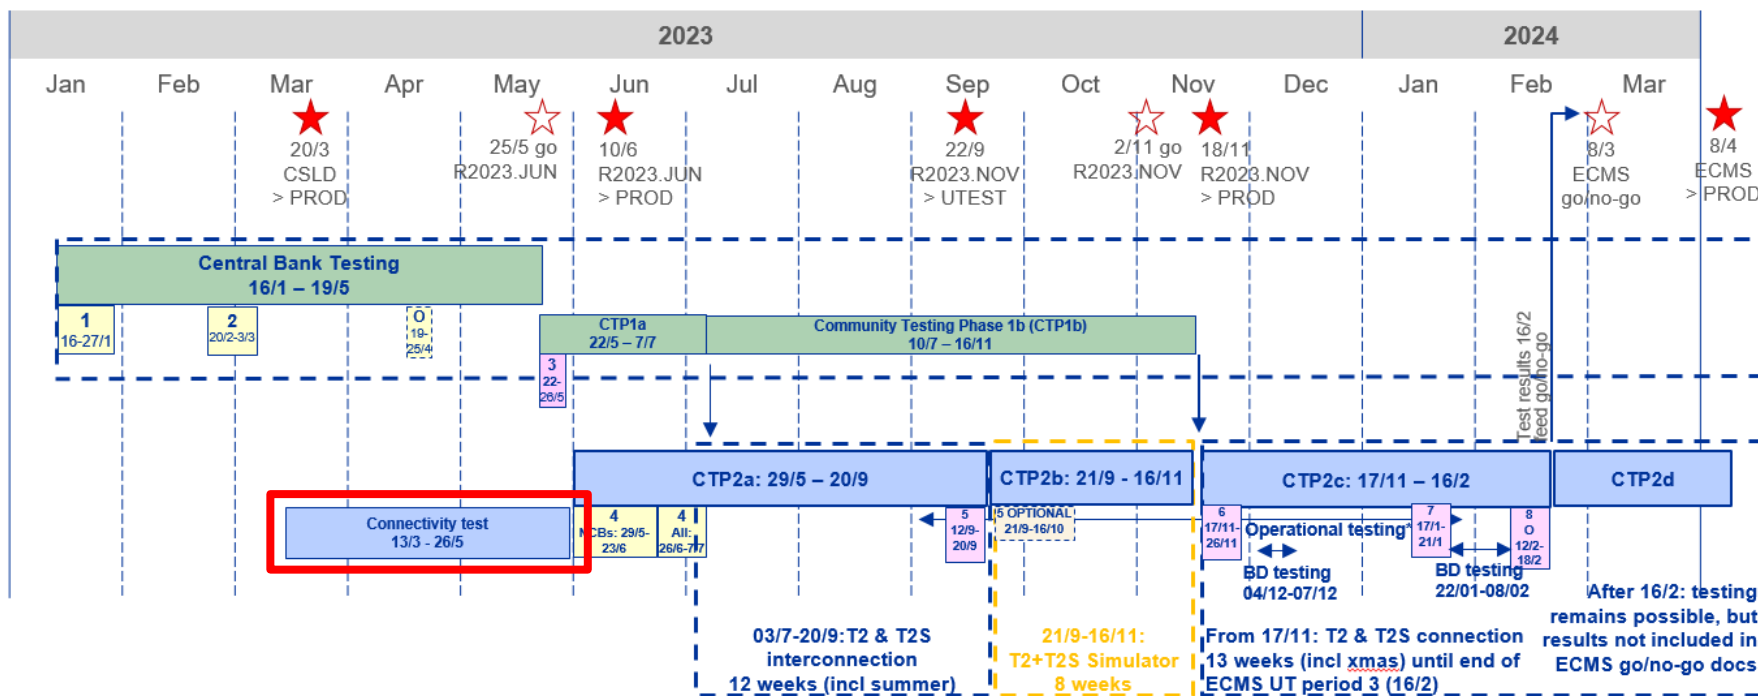 2023
2024
Jan
Feb
Mar
Apr
May
Jun
Jul
Aug
Sep
Oct
Nov
Dec
Jan
Feb
Mar
20/3
CSLD
> PROD
25/5 go
R2023.JUN
10/6
R2023.JUN
> PROD
22/9
R2023.NOV
> UTEST
2/11 go
R2023.NOV
18/11
R2023.NOV
> PROD
8/3
ECMS
go/no-go
8/4
ECMS
> PROD
Central Bank Testing
16/1 – 19/5
1
16-27/1
2
20/2-3/3
O
19-
25/4
CTP1a
22/5 – 7/7
Community Testing Phase 1b (CTP1b)
10/7 – 16/11
3
22-
26/5
Test results 16/2
feed go/no-go
CTP2a: 29/5 – 20/9
CTP2b: 21/9 - 16/11
CTP2c: 17/11 – 16/2
CTP2d
Connectivity test
13/3 - 26/5
4
NCBs: 29/5-
23/6
4
All:
26/6-7/7
5
12/9-
20/9
5 OPTIONAL
21/9-16/10
6
17/11-
26/11
Operational testing*
7
17/1-
21/1
8
O
12/2-
18/2
BD testing
04/12-07/12
BD testing
22/01-08/02
03/7-20/9:T2 & T2S
interconnection
12 weeks (incl summer)
21/9-16/11:
T2+T2S Simulator
8 weeks
From 17/11: T2 & T2S connection
13 weeks (incl xmas) until end of
ECMS UT period 3 (16/2)
After 16/2: testing
remains possible, but
results not included in
ECMS go/no-go docs